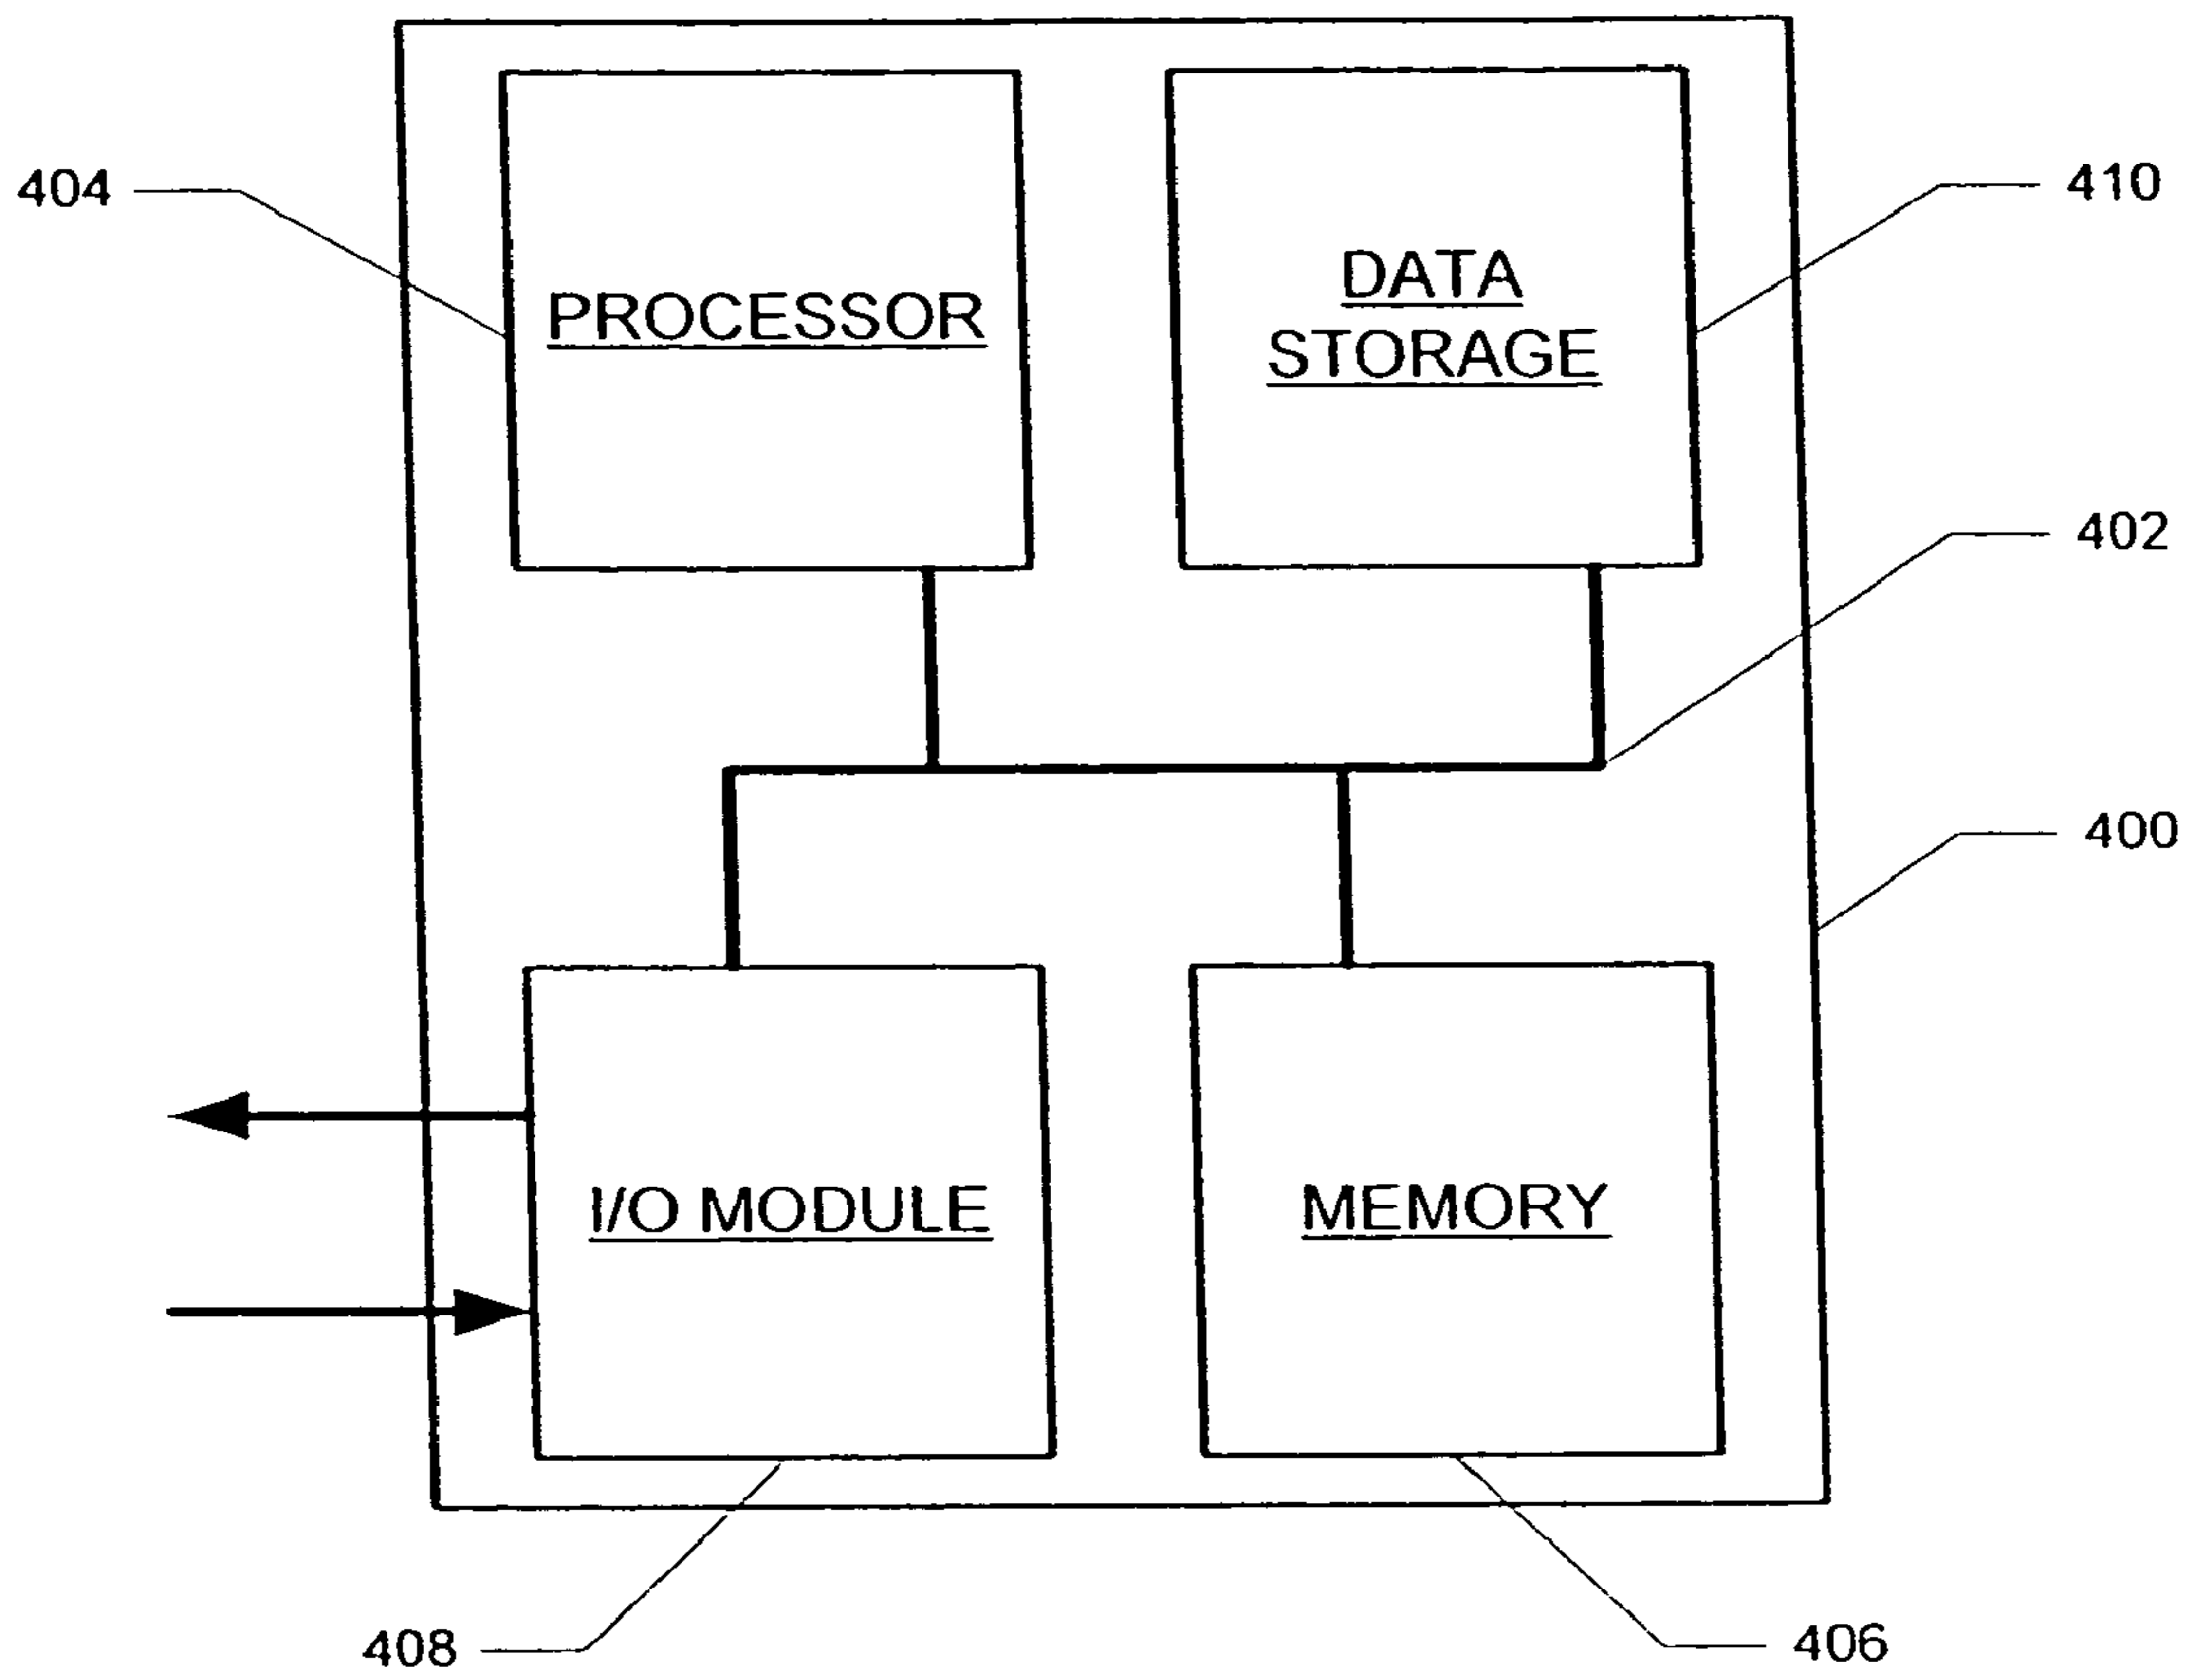 404
PROCESSOR
DATA
STORAGE
410
402
400
I/O MODULE
MEMORY
408
406